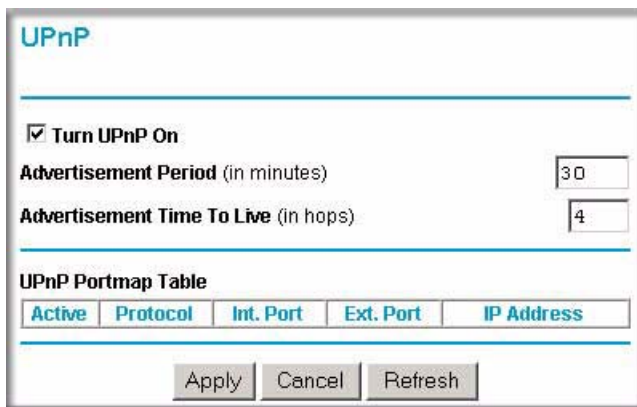 UPnP
Turn UPnP On
Advertisement Period (in minutes) 30
Advertisement Time To Live (in hops) 4
UPnP Portmap Table
Active Protocol Int. Port Ext. Port IP Address
Apply Cancel Refresh